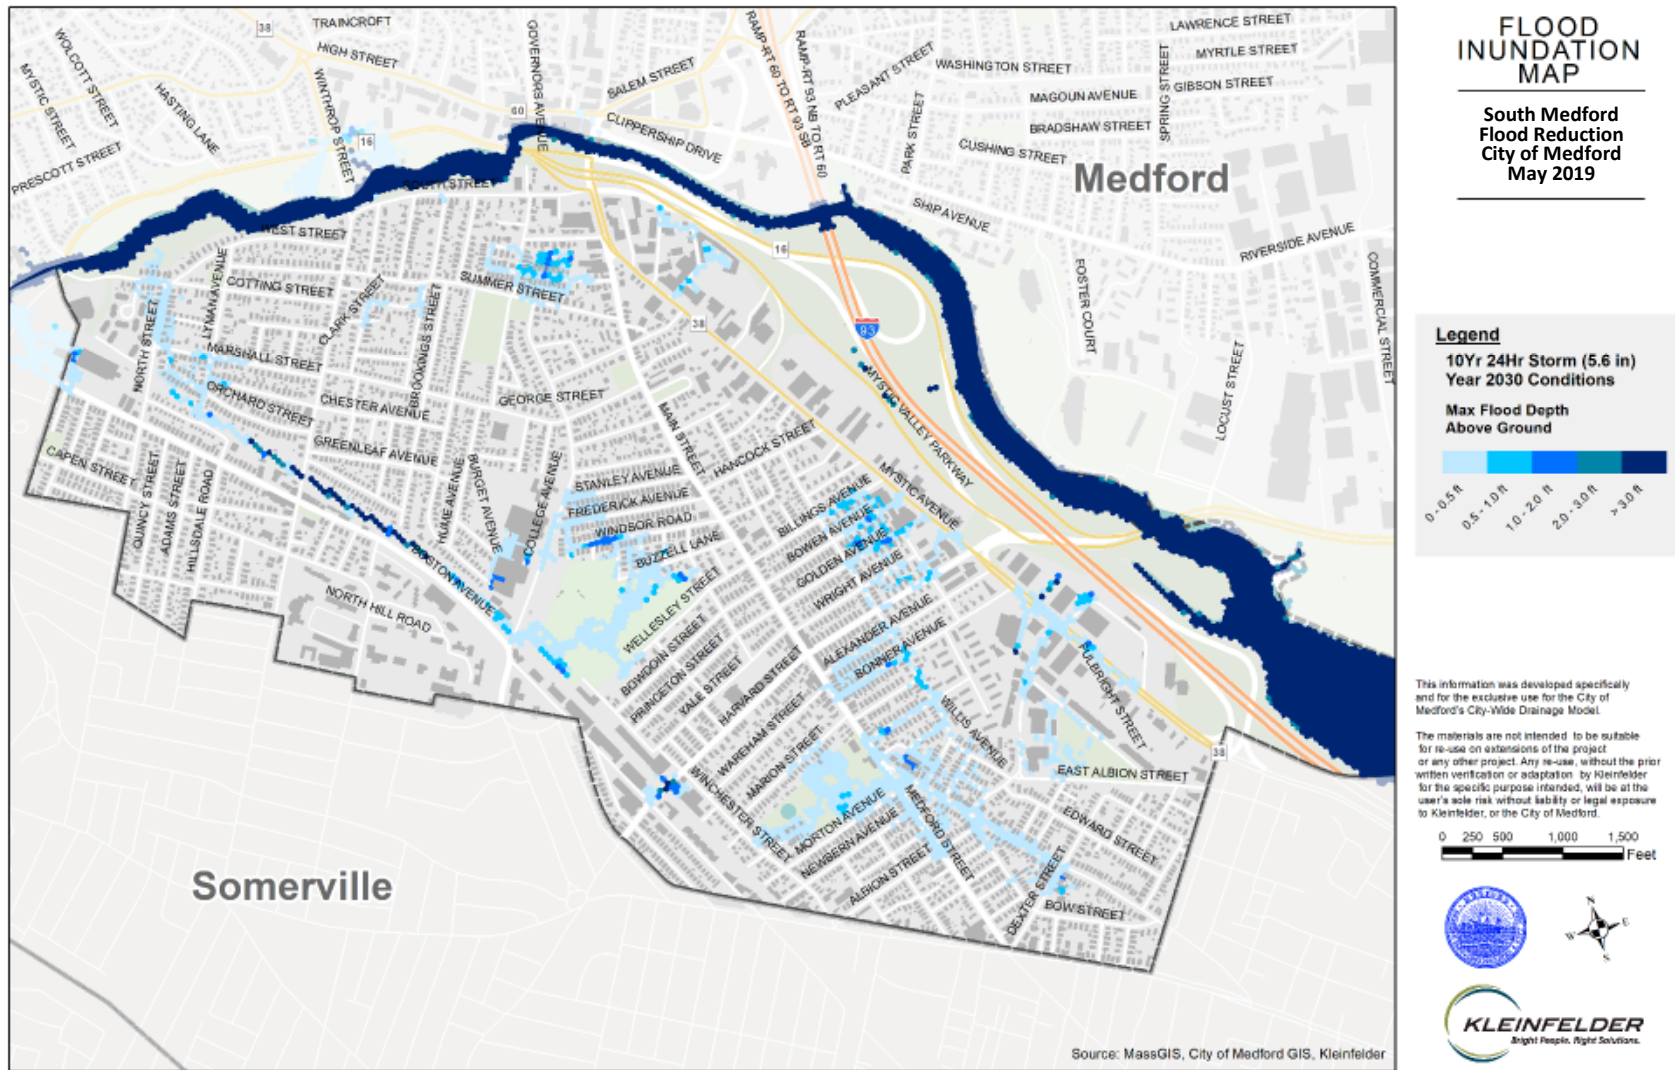 TRAINCROFT
38
HIGH STREET
WOLCOTT STREET
MYSTIC STREET
HASTING LANE
PRESCOTT STREET
WINTHROP STREET
16
GOVERNORS AVENUE
60
SALEM STREET
CLIPPERSHIP DRIVE
RAMP-RT 60 TO RT 93 SB
RAMP-RT 93 NB TO RT 60
PLEASANT STREET
WASHINGTON STREET
PARK STREET
CUSHING STREET
MAGOUN AVENUE
BRADSHAW STREET
SPRING STREET
LAWRENCE STREET
MYRTLE STREET
GIBSON STREET
Medford
SHIP AVENUE
RIVERSIDE AVENUE
FOSTER COURT
COMMERCIAL STREET
LOCUST STREET
SOUTH STREET
WEST STREET
LYMAN AVENUE
COTTING STREET
CLARK STREET
SUMMER STREET
BROOKINGS STREET
NORTH STREET
MARSHALL STREET
ORCHARD STREET
CHESTER AVENUE
GREENLEAF AVENUE
GEORGE STREET
16
38
93
MYSTIC VALLEY PARKWAY
MAIN STREET
HANCOCK STREET
MYSTIC AVENUE
CAPEN STREET
QUINCY STREET
ADAMS STREET
HILLSDALE ROAD
HUME AVENUE
BURGET AVENUE
COLLEGE AVENUE
STANLEY AVENUE
FREDERICK AVENUE
WINDSOR ROAD
BUZZELL LANE
BOSTON AVENUE
NORTH HILL ROAD
WELLESLEY STREET
BOWDOIN STREET
PRINCETON STREET
YALE STREET
HARVARD STREET
WAREHAM STREET
MARION STREET
WINCHESTER STREET
BILLINGS AVENUE
BOWEN AVENUE
GOLDEN AVENUE
WRIGHT AVENUE
ALEXANDER AVENUE
BONNER AVENUE
WILLIS AVENUE
FULBRIGHT STREET
EAST ALBION STREET
38
MORTON AVENUE
NEWBERN AVENUE
ALBION STREET
MEDFORD STREET
EDWARD STREET
DEXTER STREET
BOW STREET
Somerville
Source: MassGIS, City of Medford GIS, Kleinfelder
FLOOD
INUNDATION
MAP
South Medford
Flood Reduction
City of Medford
May 2019
Legend
10Yr 24Hr Storm (5.6 in)
Year 2030 Conditions
Max Flood Depth
Above Ground
0 - 0.5 ft
0.5 - 1.0 ft
1.0 - 2.0 ft
2.0 - 3.0 ft
> 3.0 ft
This information was developed specifically
and for the exclusive use for the City of
Medford's City-Wide Drainage Model.
The materials are not intended to be suitable
for re-use on extensions of the project
or any other project. Any re-use, without the prior
written verification or adaptation by Kleinfelder
for the specific purpose intended, will be at the
user's sole risk without liability or legal exposure
to Kleinfelder, or the City of Medford.
0 250 500 1,000 1,500
Feet
N
W E
S
KLEINFELDER
Bright People. Right Solutions.